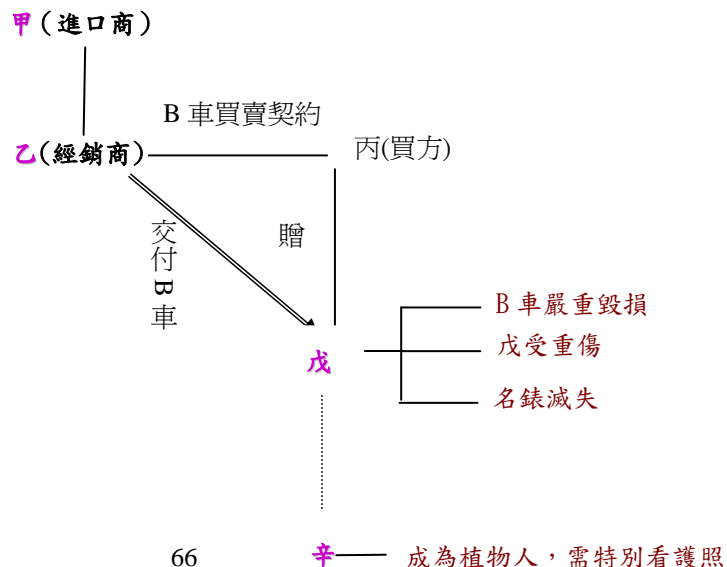 甲(進口商)
B 車買賣契約
乙(經銷商)
丙(買方)
交付 B 車
贈
B 車嚴重毀損
戊受重傷
戊
名錶滅失
66
辛
成為植物人，需特別看護照